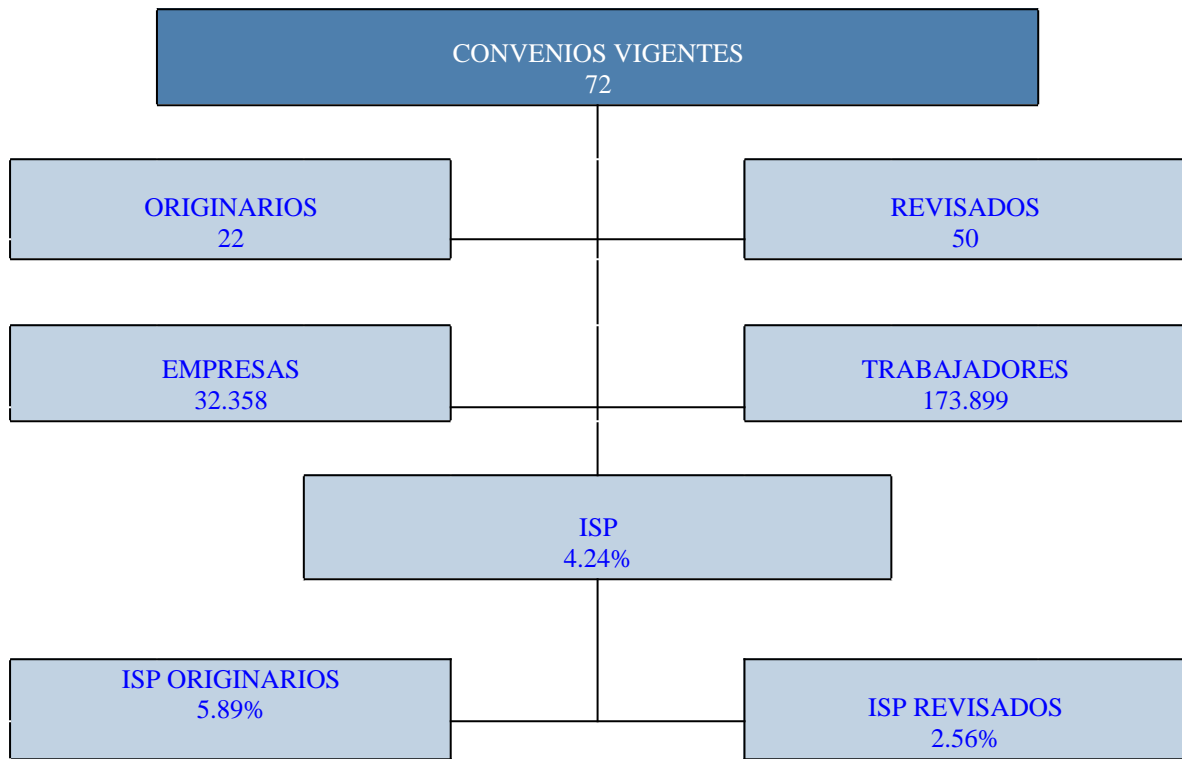 CONVENIOS VIGENTES
72
ORIGINARIOS
22
REVISADOS
50
EMPRESAS
32.358
TRABAJADORES
173.899
ISP
4.24%
ISP ORIGINARIOS
5.89%
ISP REVISADOS
2.56%